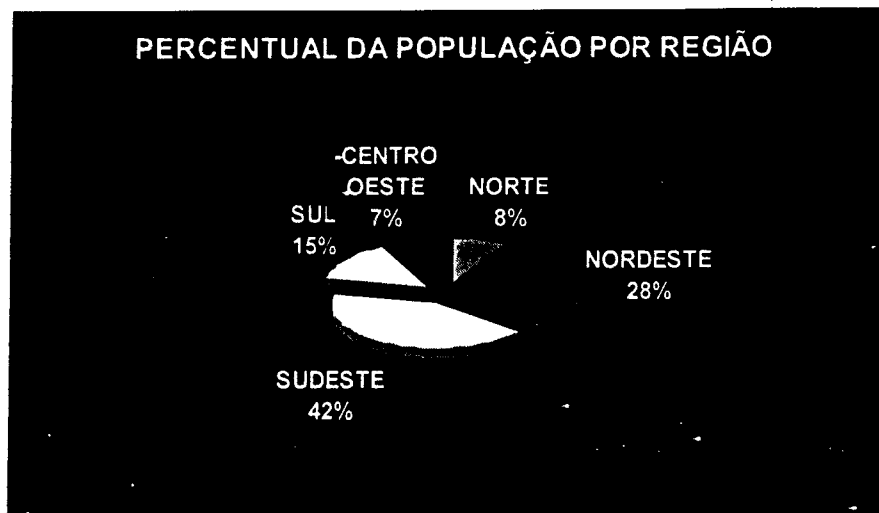 PERCENTUAL DA POPULAÇÃO POR REGIÃO
-CENTRO
OESTE
7%
NORTE
8%
SUL
15%
NORDESTE
28%
SUDESTE
42%